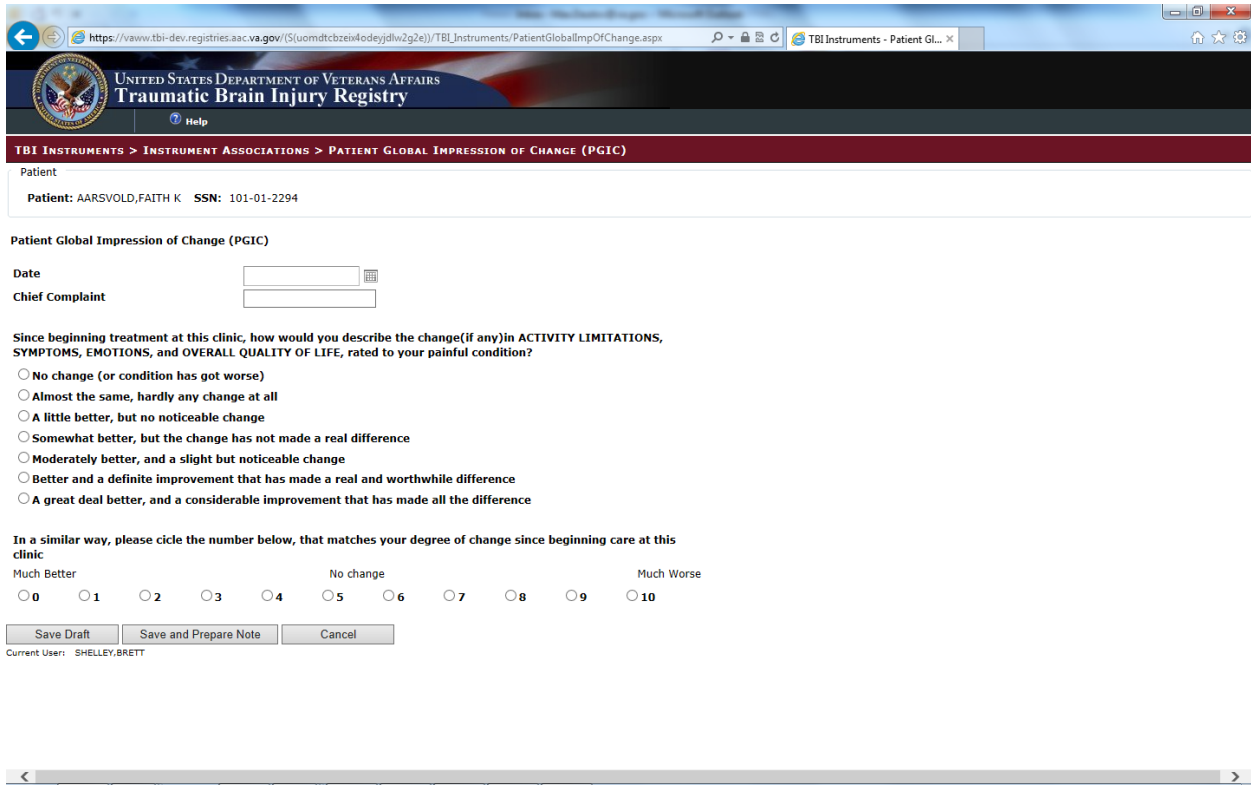 https://vaww.tbi-dev.registries.aac.va.gov/(S(uomdtcbzeix4odeyjdlw2g2e))/TBI_Instruments/PatientGlobalImpOfChange.aspx
TBI Instruments - Patient Gl...
UNITED STATES DEPARTMENT OF VETERANS AFFAIRS
Traumatic Brain Injury Registry
Help
TBI INSTRUMENTS > INSTRUMENT ASSOCIATIONS > PATIENT GLOBAL IMPRESSION OF CHANGE (PGIC)
Patient
Patient: AARSVOLD,FAITH K SSN: 101-01-2294
Patient Global Impression of Change (PGIC)
Date
Chief Complaint
Since beginning treatment at this clinic, how would you describe the change(if any)in ACTIVITY LIMITATIONS,
SYMPTOMS, EMOTIONS, and OVERALL QUALITY OF LIFE, rated to your painful condition?
No change (or condition has got worse)
Almost the same, hardly any change at all
A little better, but no noticeable change
Somewhat better, but the change has not made a real difference
Moderately better, and a slight but noticeable change
Better and a definite improvement that has made a real and worthwhile difference
A great deal better, and a considerable improvement that has made all the difference
In a similar way, please cicle the number below, that matches your degree of change since beginning care at this
clinic
Much Better No change Much Worse
0 1 2 3 4 5 6 7 8 9 10
Save Draft Save and Prepare Note Cancel
Current User: SHELLEY,BRETT